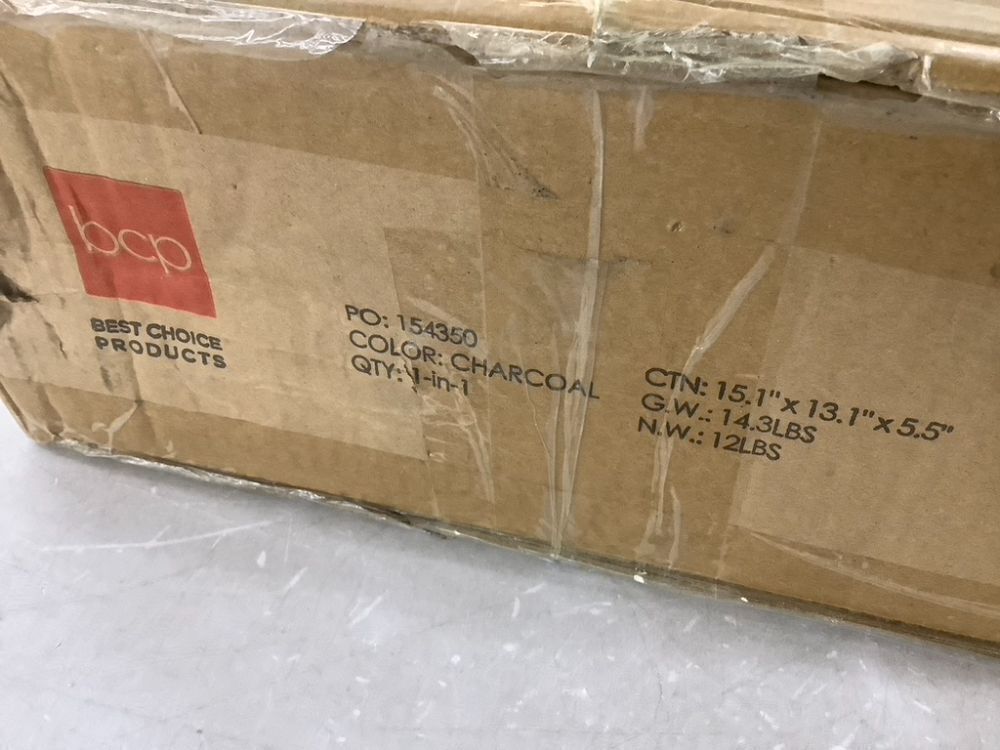 bcp
BEST CHOICE
PRODUCTS
PO: 154350
COLOR: CHARCOAL
QTY: 1-in-1
CTN: 15.1" x 13.1" x 5.5"
G.W.: 14.3LBS
N.W.: 12LBS